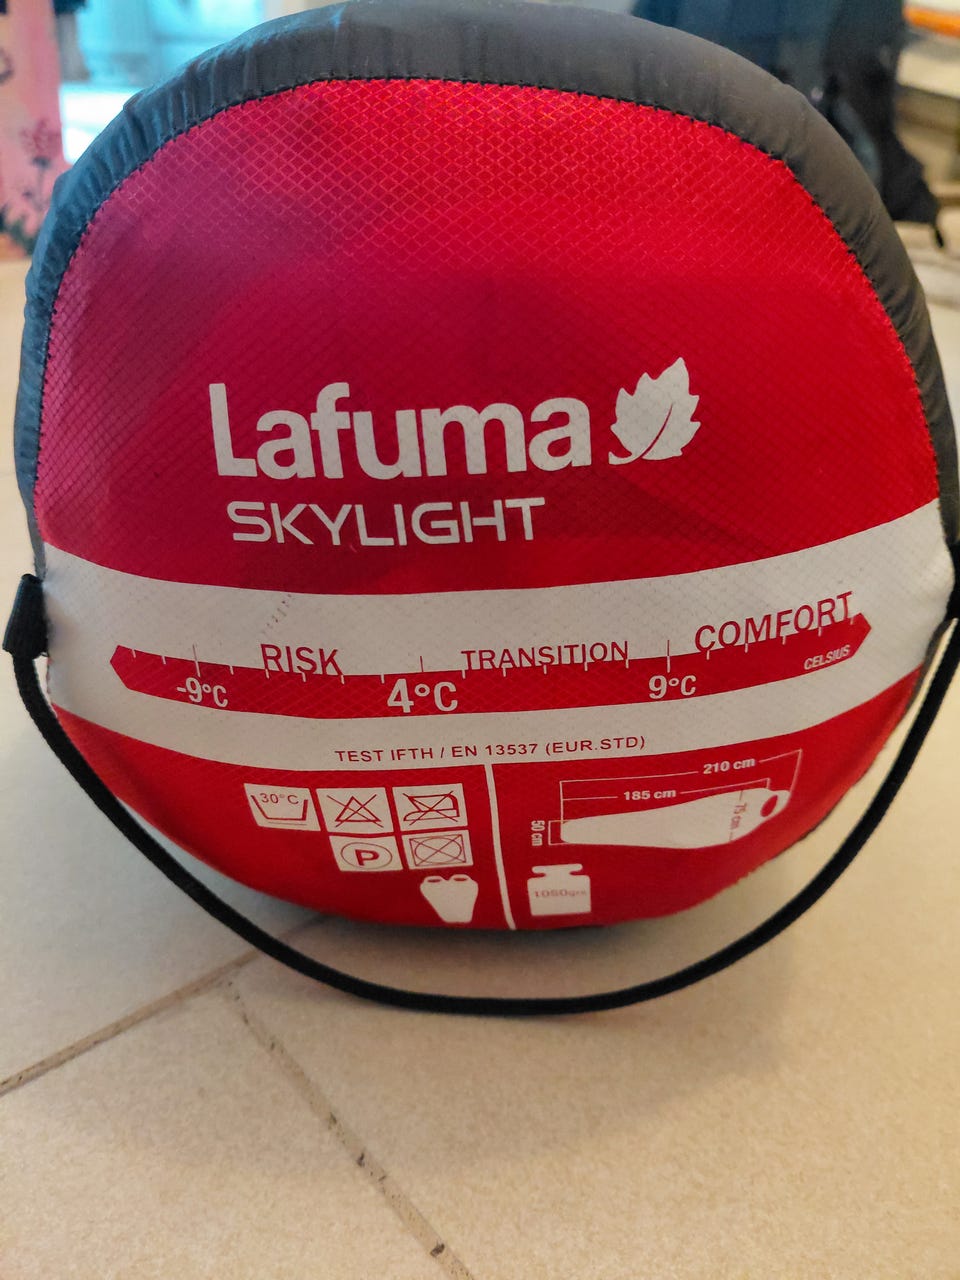 Lafuma
SKYLIGHT
RISK TRANSITION COMFORT
-9°C 4°C 9°C CELSIUS
TEST IFTH / EN 13537 (EUR.STD)
210 cm
185 cm
30°C
75 cm
50 cm
P